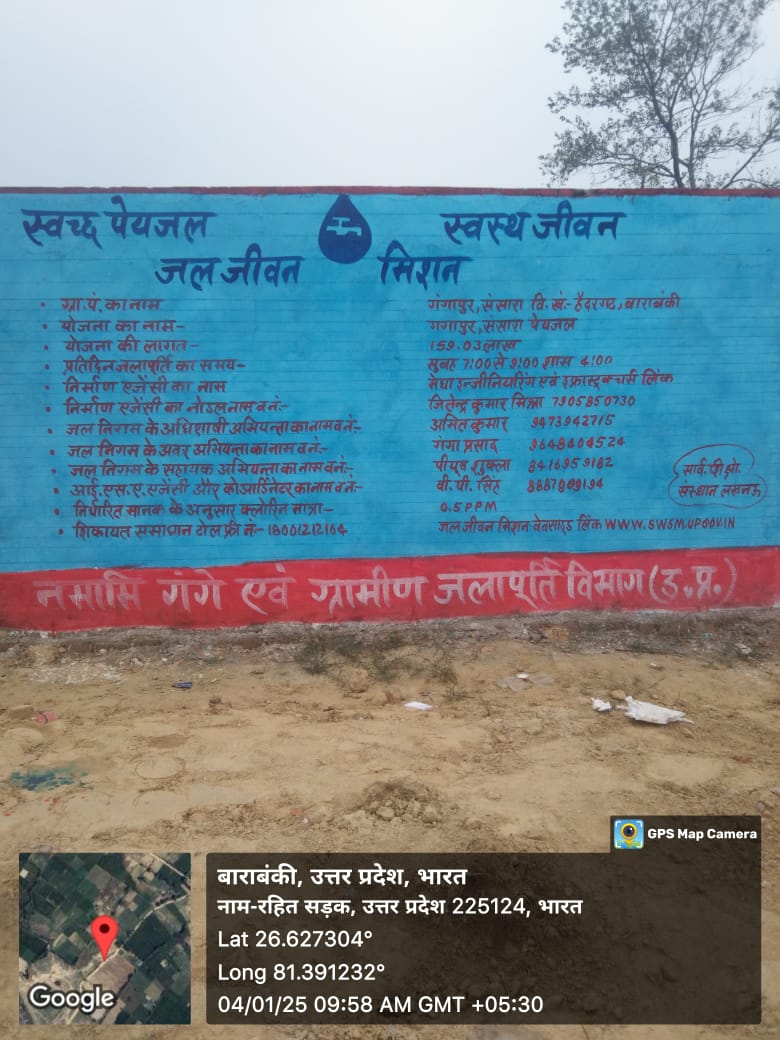 स्वच्छ पेयजल स्वस्थ जीवन
जल जीवन मिशन
• ग्रा.पं. का नाम गंगापुर, संसारा वि.खं:- हैदरगढ़, बाराबंकी
• योजना का नाम- गंगापुर, संसारा पेयजल
• योजना की लागत- 159.03 लाख
• प्रतिदिन जलापूर्ति का समय- सुबह 7:00 से 9:00 शाम 4:00
• निर्माण एजेंसी का नाम मेघा इन्जीनियरिंग एवं इंफ्रास्ट्रक्चर्स लिंक
• निर्माण एजेंसी का नोडल नाम व नं:- जितेन्द्र कुमार मिश्रा 7905850730
• जल निगम के अधिशाषी अभियन्ता का नाम व नं:- अमित कुमार 9473942715
• जल निगम के अवर अभियन्ता का नाम व नं:- गंगा प्रसाद 9648404524
• जल निगम के सहायक अभियन्ता का नाम व नं:- पीयूष शुक्ला 8416959182
• आई.एस.ए. एजेंसी और कोआर्डिनेटर का नाम व नं:- वी.पी. सिंह
• निर्धारित मानक के अनुसार क्लोरिन मात्रा- 0.5 PPM
• शिकायत समाधान टोल फ्री नं- 18001212164 जल जीवन मिशन वेबसाइड लिंक WWW.SWSM.UPGOV.IN
सार्व. शि.
संस्थान लखनऊ
नमामि गंगे एवं ग्रामीण जलापूर्ति विभाग (उ.प्र.)
GPS Map Camera
बाराबंकी, उत्तर प्रदेश, भारत
नाम-रहित सड़क, उत्तर प्रदेश 225124, भारत
Lat 26.627304°
Long 81.391232°
04/01/25 09:58 AM GMT +05:30
Google